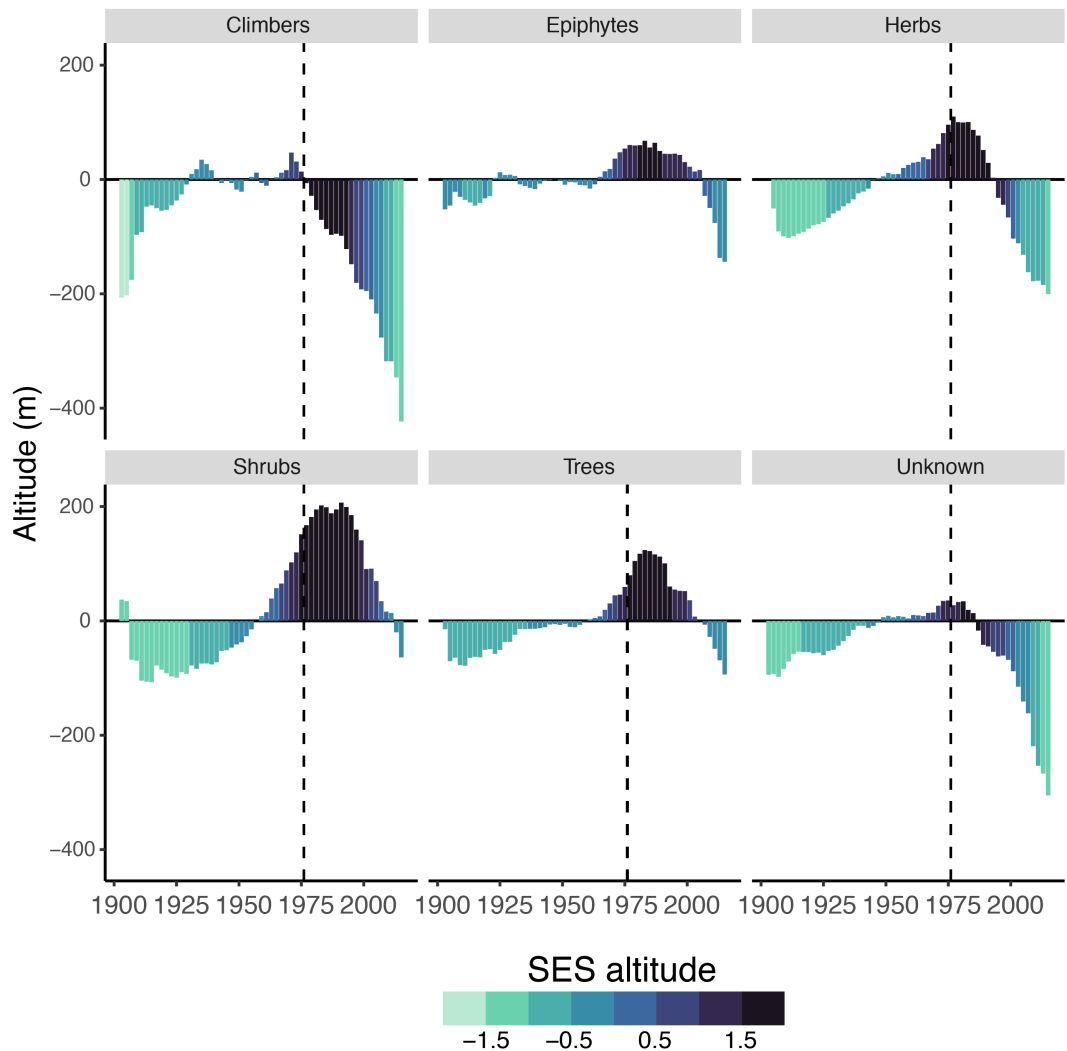 Climbers Epiphytes Herbs
200
0
−200
−400
Altitude (m)
Shrubs Trees Unknown
200
0
−200
−400
1900 1925 1950 1975 2000 1900 1925 1950 1975 2000 1900 1925 1950 1975 2000
SES altitude
−1.5 −0.5 0.5 1.5